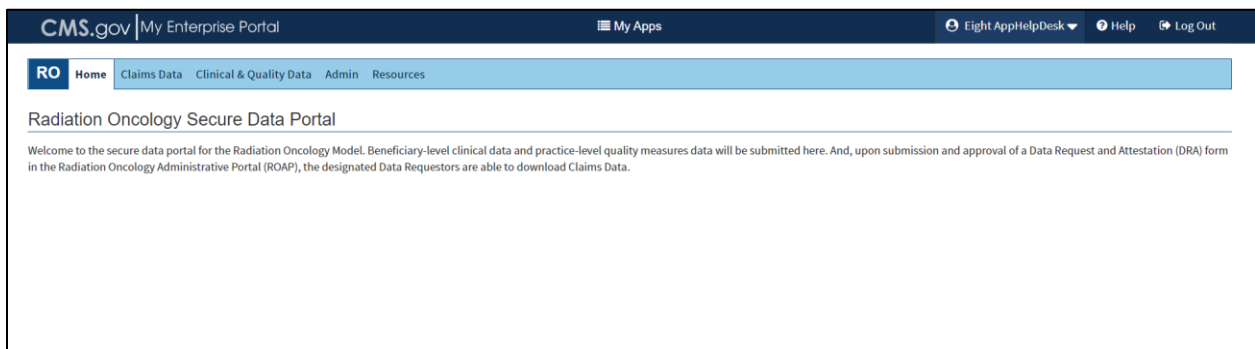 CMS.gov My Enterprise Portal My Apps Eight AppHelpDesk Help Log Out
RO Home Claims Data Clinical & Quality Data Admin Resources
Radiation Oncology Secure Data Portal
Welcome to the secure data portal for the Radiation Oncology Model. Beneficiary-level clinical data and practice-level quality measures data will be submitted here. And, upon submission and approval of a Data Request and Attestation (DRA) form
in the Radiation Oncology Administrative Portal (ROAP), the designated Data Requestors are able to download Claims Data.